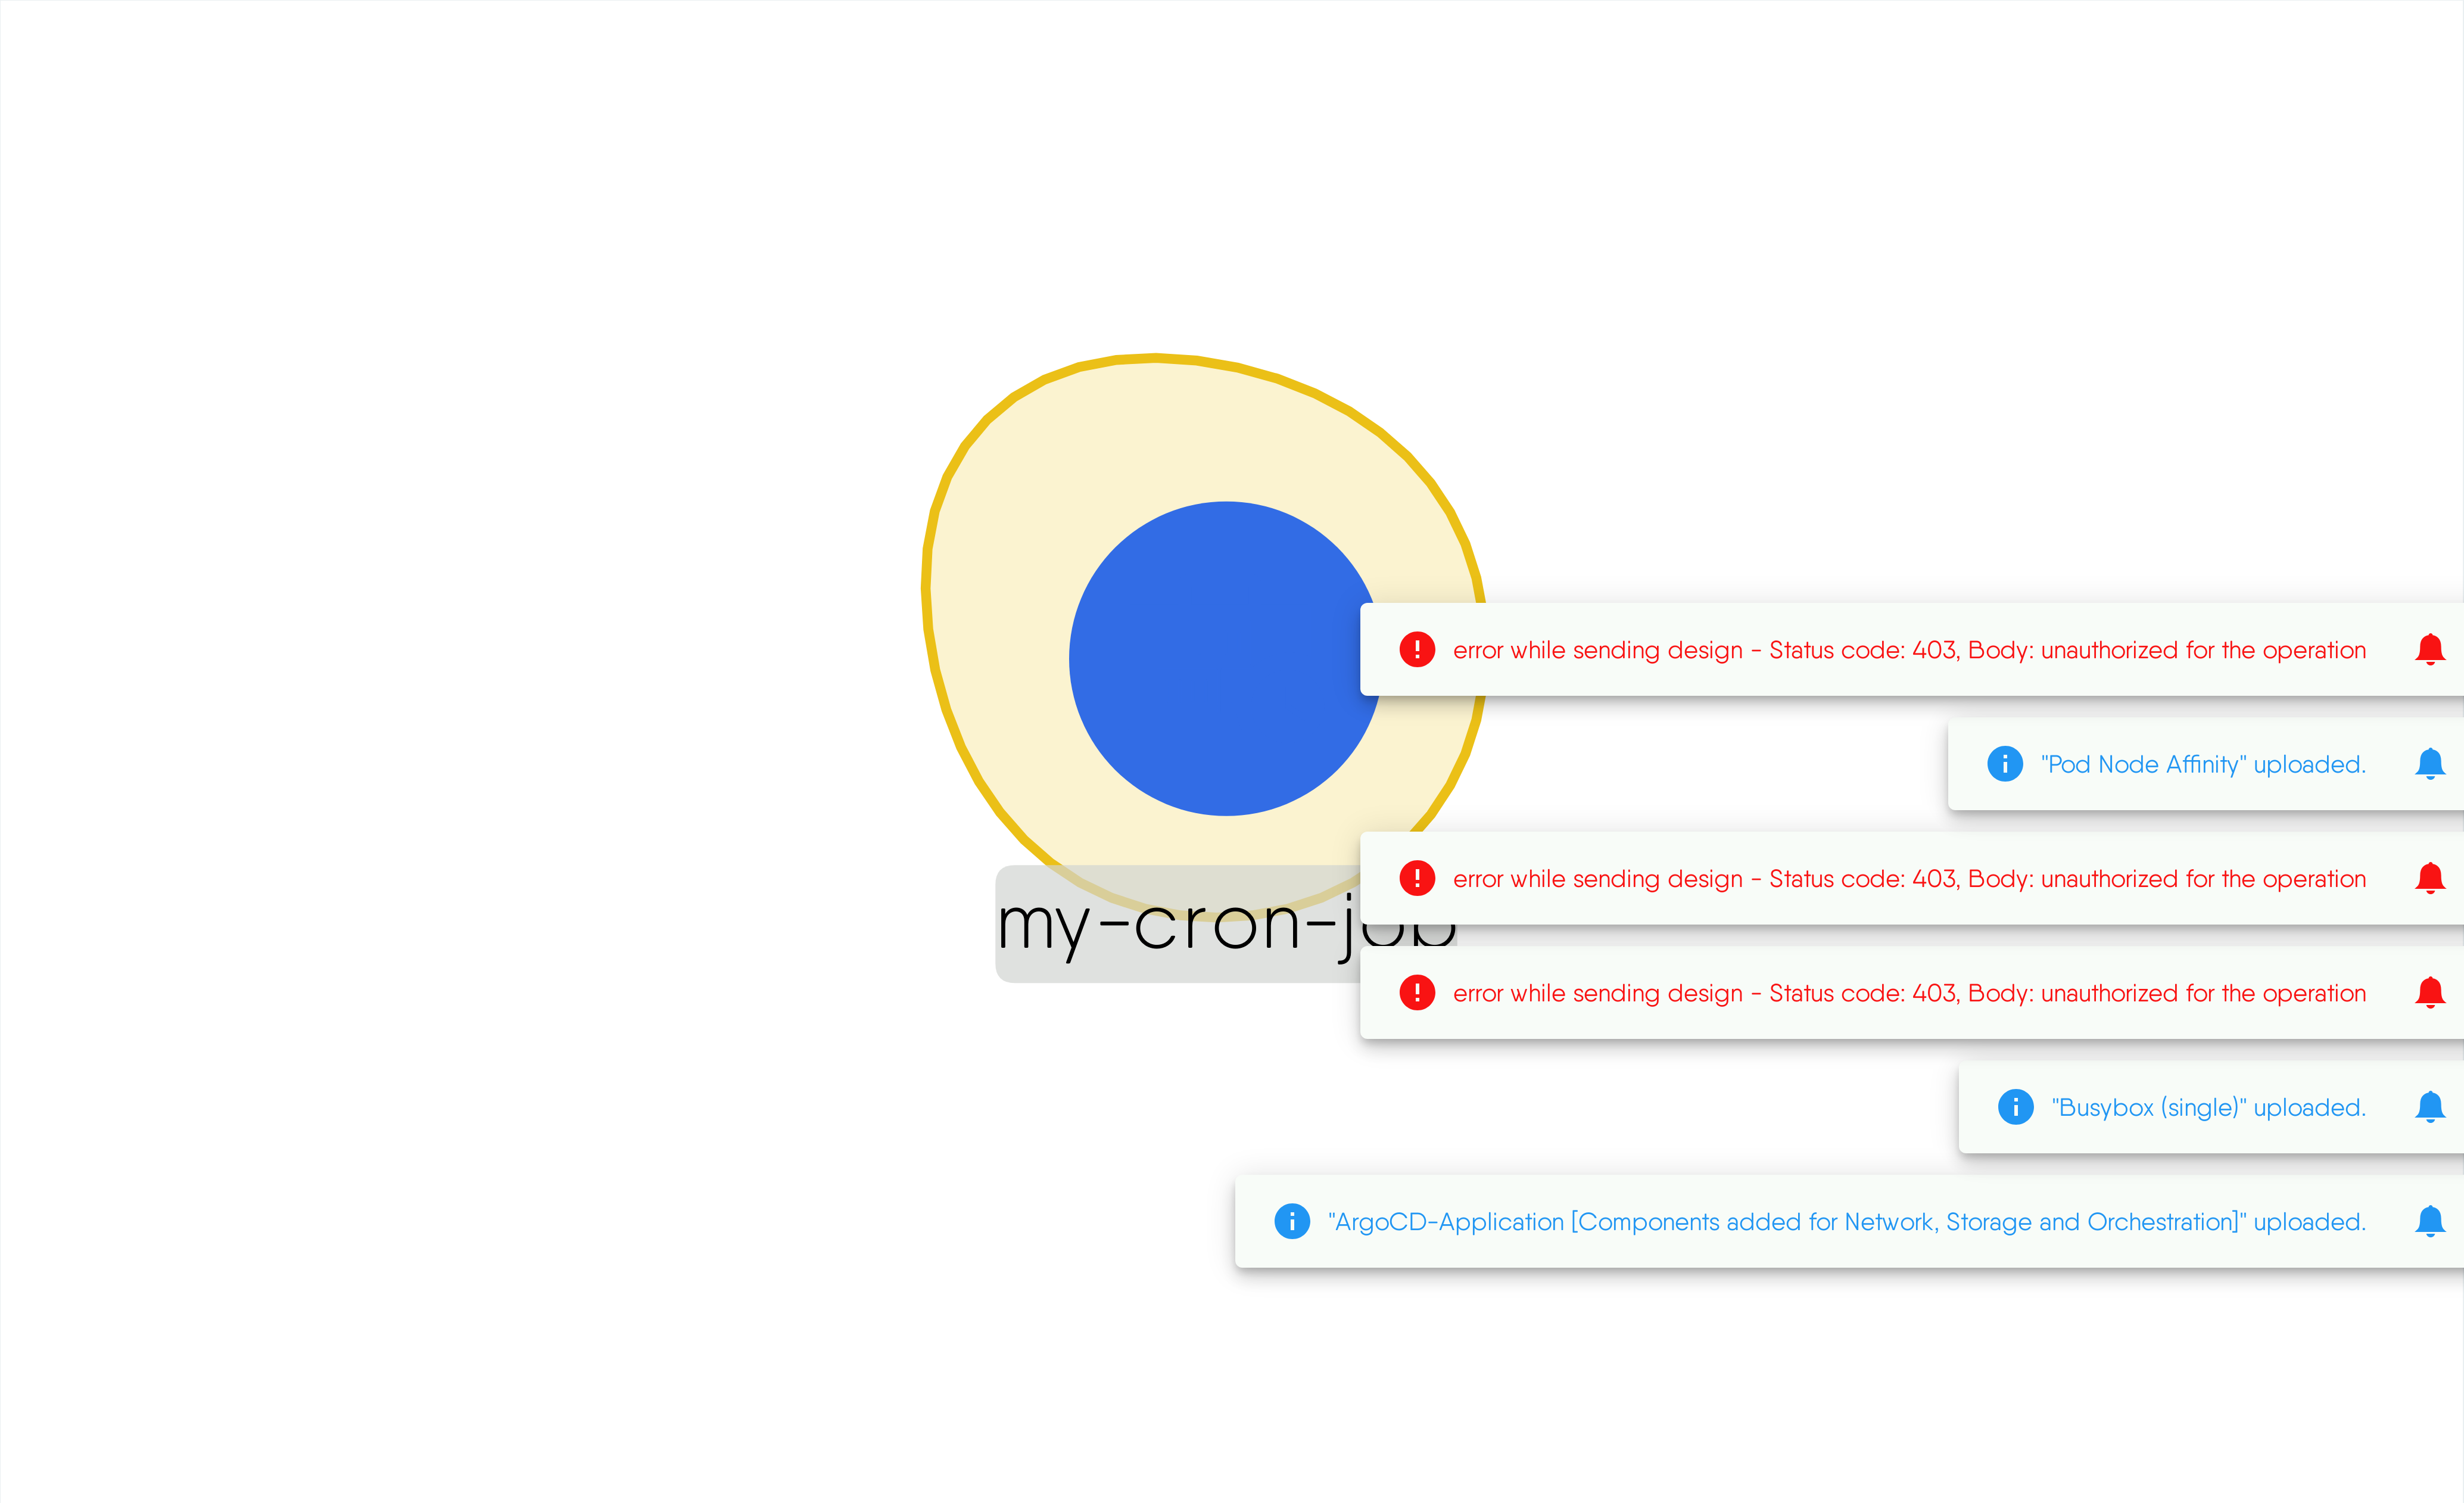 error while sending design - Status code: 403, Body: unauthorized for the operation
"Pod Node Affinity" uploaded.
error while sending design - Status code: 403, Body: unauthorized for the operation
my-cron-job
error while sending design - Status code: 403, Body: unauthorized for the operation
"Busybox (single)" uploaded.
"ArgoCD-Application [Components added for Network, Storage and Orchestration]" uploaded.